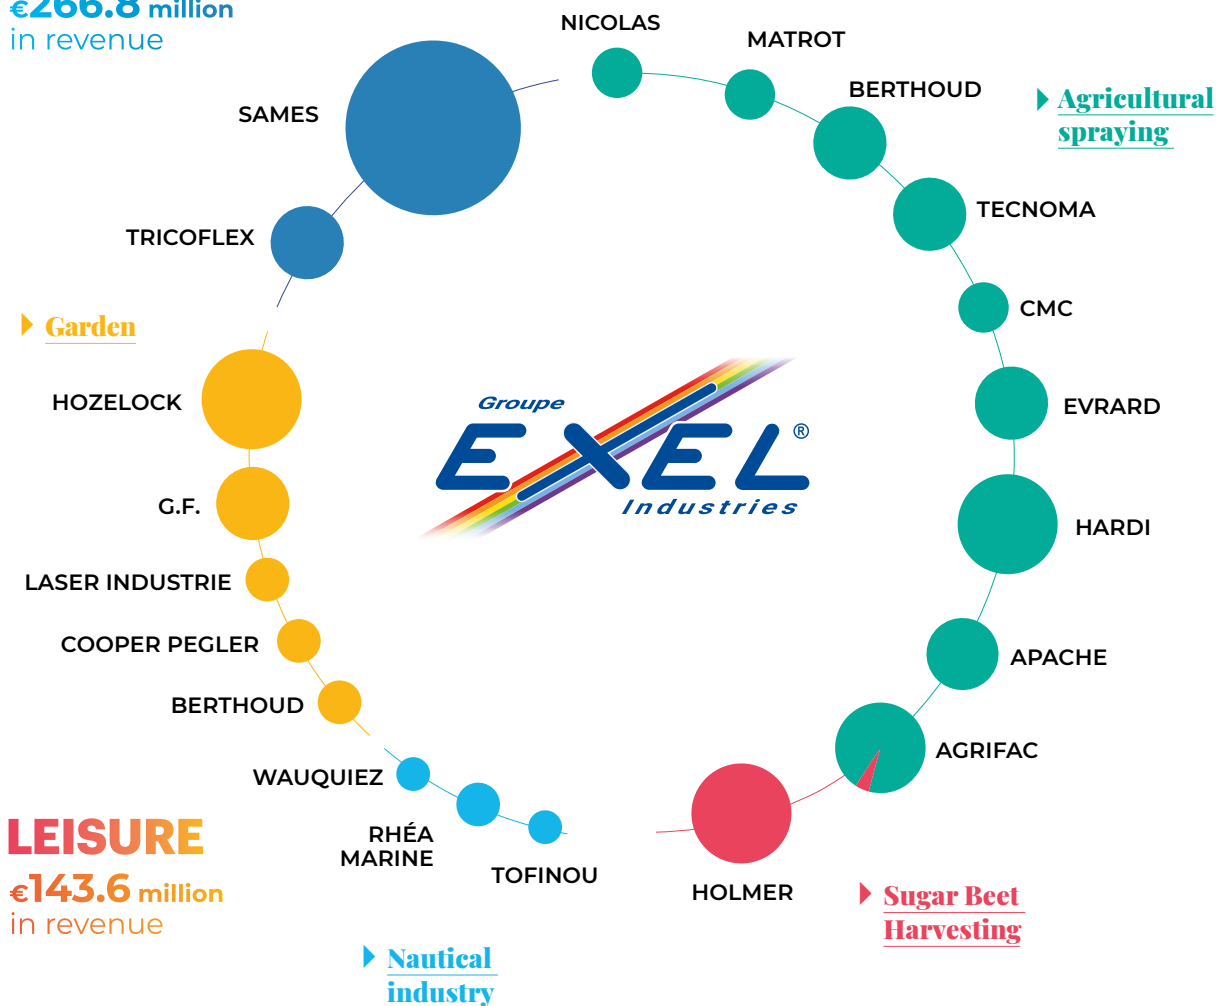 €266.8 million
in revenue
NICOLAS
MATROT
BERTHOUD
Agricultural
spraying
SAMES
TECNOMA
TRICOFLEX
CMC
Garden
HOZELOCK
EVRARD
Groupe
EXEL®
Industries
G.F.
HARDI
LASER INDUSTRIE
COOPER PEGLER
APACHE
BERTHOUD
AGRIFAC
WAUQUIEZ
RHÉA
MARINE
TOFINOU
HOLMER
LEISURE
€143.6 million
in revenue
Sugar Beet
Harvesting
Nautical
industry